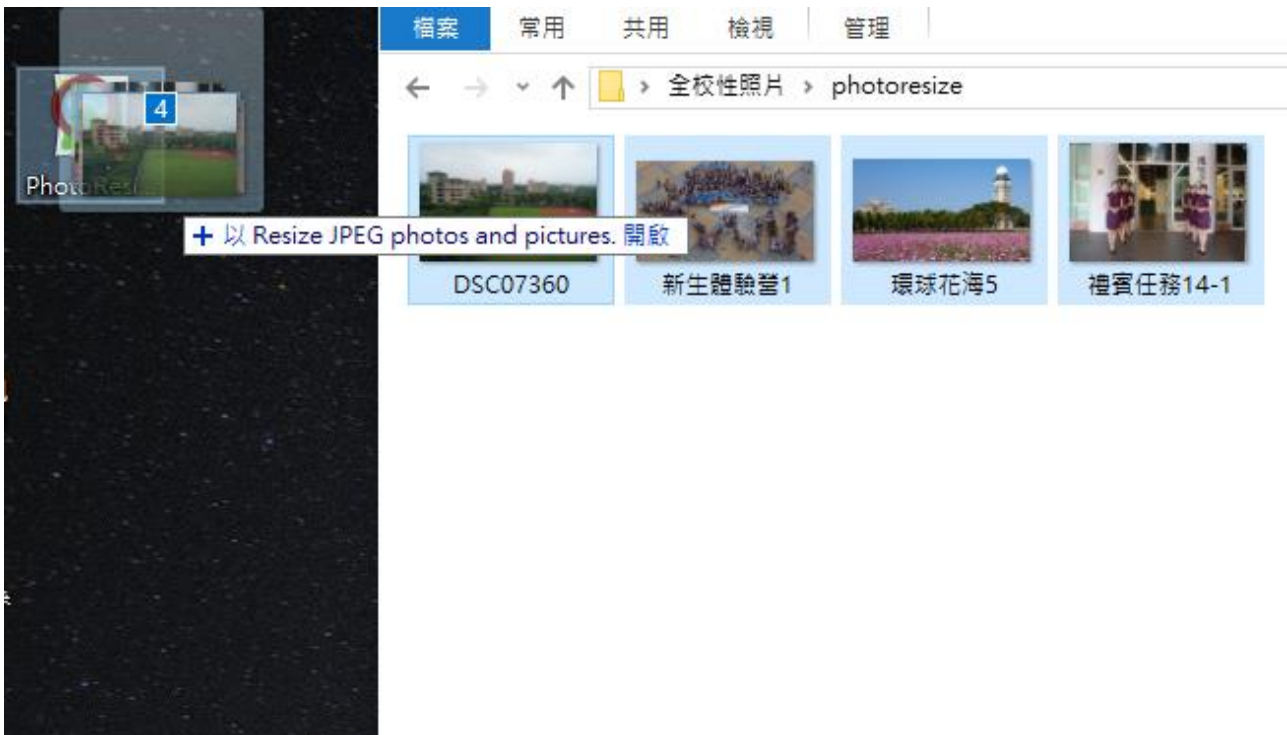 檔案 常用 共用 檢視 管理
全校性照片 photoresize
4
PhotoResi...
+ 以 Resize JPEG photos and pictures. 開啟
DSC07360 新生體驗營1 環球花海5 禮賓任務14-1